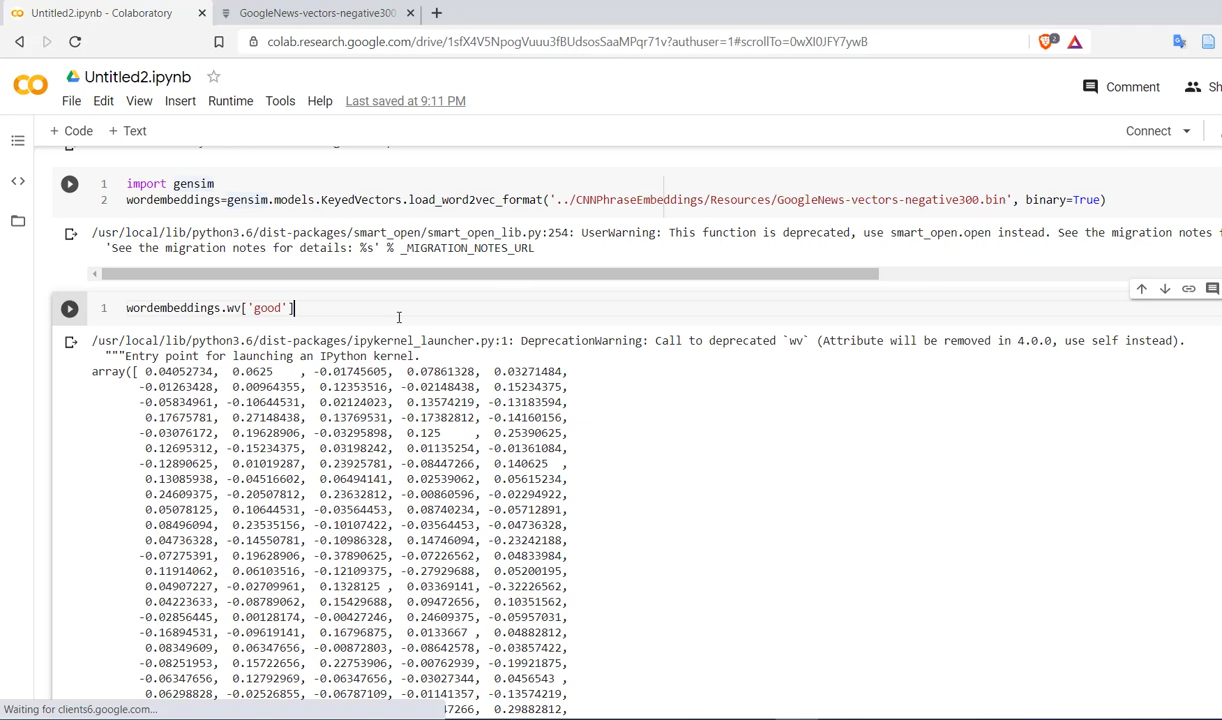 Untitled2.ipynb - Colaboratory
GoogleNews-vectors-negative300
colab.research.google.com/drive/1sfX4V5NpogVuuu3fBUdsosSaaMPqr71v?authuser=1#scrollTo=0wXI0JFY7ywB
2
CO
Untitled2.ipynb
File Edit View Insert Runtime Tools Help Last saved at 9:11 PM
Comment
Sh
+ Code + Text
Connect
1 import gensim
2 wordembeddings=gensim.models.KeyedVectors.load_word2vec_format('../CNNPhraseEmbeddings/Resources/GoogleNews-vectors-negative300.bin', binary=True)
/usr/local/lib/python3.6/dist-packages/smart_open/smart_open_lib.py:254: UserWarning: This function is deprecated, use smart_open.open instead. See the migration notes f
'See the migration notes for details: %s' % _MIGRATION_NOTES_URL
1 wordembeddings.wv['good']
/usr/local/lib/python3.6/dist-packages/ipykernel_launcher.py:1: DeprecationWarning: Call to deprecated `wv` (Attribute will be removed in 4.0.0, use self instead).
"""Entry point for launching an IPython kernel.
array([ 0.04052734, 0.0625 , -0.01745605, 0.07861328, 0.03271484,
-0.01263428, 0.00964355, 0.12353516, -0.02148438, 0.15234375,
-0.05834961, -0.10644531, 0.02124023, 0.13574219, -0.13183594,
0.17675781, 0.27148438, 0.13769531, -0.17382812, -0.14160156,
-0.03076172, 0.19628906, -0.03295898, 0.125 , 0.25390625,
0.12695312, -0.15234375, 0.03198242, 0.01135254, -0.01361084,
-0.12890625, 0.01019287, 0.23925781, -0.08447266, 0.140625 ,
0.13085938, -0.04516602, 0.06494141, 0.02539062, 0.05615234,
0.24609375, -0.20507812, 0.23632812, -0.00860596, -0.02294922,
0.05078125, 0.10644531, -0.03564453, 0.08740234, -0.05712891,
0.08496094, 0.23535156, -0.10107422, -0.03564453, -0.04736328,
0.04736328, -0.14550781, -0.10986328, 0.14746094, -0.23242188,
-0.07275391, 0.19628906, -0.37890625, -0.07226562, 0.04833984,
0.11914062, 0.06103516, -0.12109375, -0.27929688, 0.05200195,
0.04907227, -0.02709961, 0.1328125 , 0.03369141, -0.32226562,
0.04223633, -0.08789062, 0.15429688, 0.09472656, 0.10351562,
-0.02856445, 0.00128174, -0.00427246, 0.24609375, -0.05957031,
-0.16894531, -0.09619141, 0.16796875, 0.0133667 , 0.04882812,
0.08349609, 0.06347656, -0.00872803, -0.08642578, -0.03857422,
-0.08251953, 0.15722656, 0.22753906, -0.00762939, -0.19921875,
-0.06347656, 0.12792969, -0.06347656, -0.03027344, 0.0456543 ,
0.06298828, -0.02526855, -0.06787109, -0.01141357, -0.13574219,
47266, 0.29882812,
Waiting for clients6.google.com...